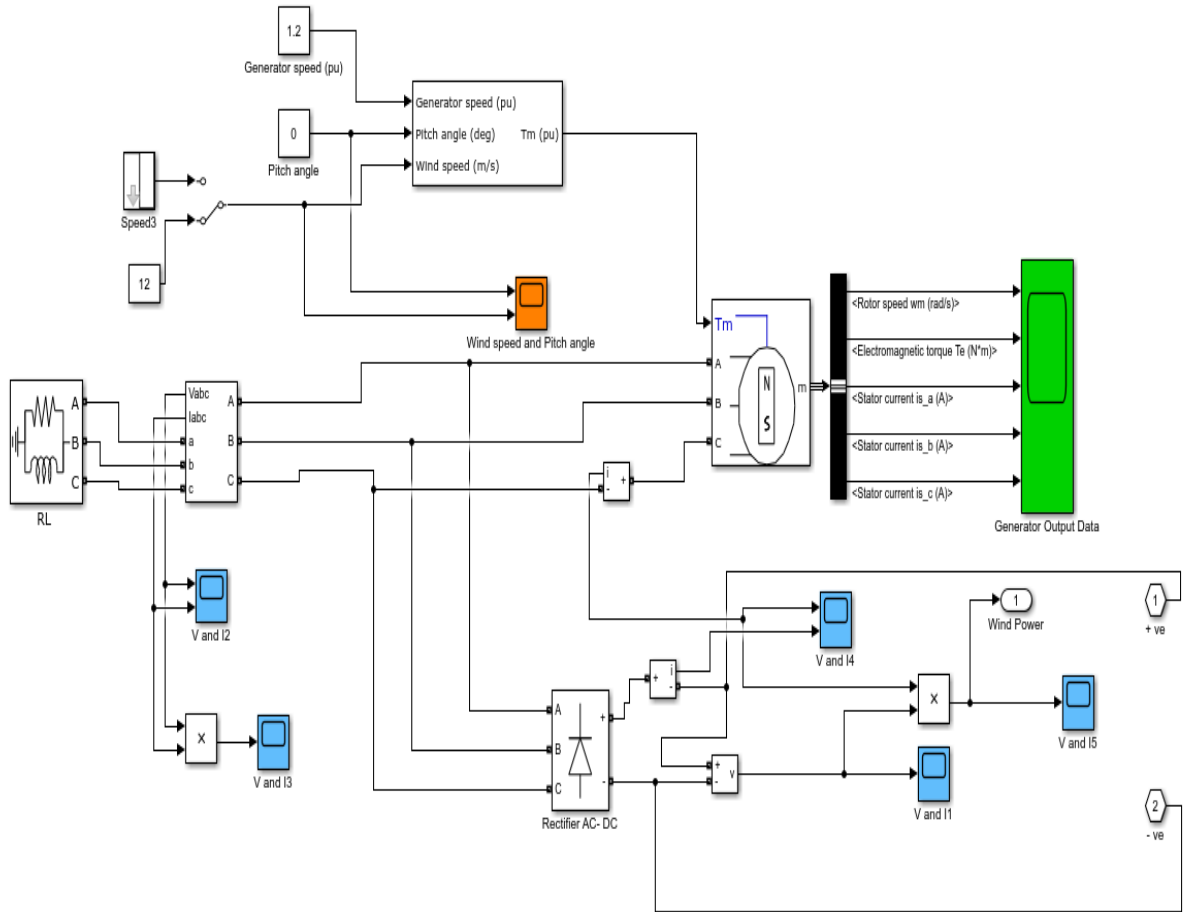 1.2
Generator speed (pu)
Generator speed (pu)
Pitch angle (deg)
Wind speed (m/s)
Tm (pu)
0
Pitch angle
Speed3
12
Wind speed and Pitch angle
Tm
A
B
C
N
S
m
<Rotor speed wm (rad/s)>
<Electromagnetic torque Te (N*m)>
<Stator current is_a (A)>
<Stator current is_b (A)>
<Stator current is_c (A)>
Generator Output Data
A
B
C
RL
Vabc
Iabc
a
b
c
A
B
C
i
-
+
V and I2
×
V and I3
V and I4
1
Wind Power
1
+ ve
+
i
-
×
V and I5
A
B
C
+
-
Rectifier AC- DC
+
-
v
V and I1
2
- ve